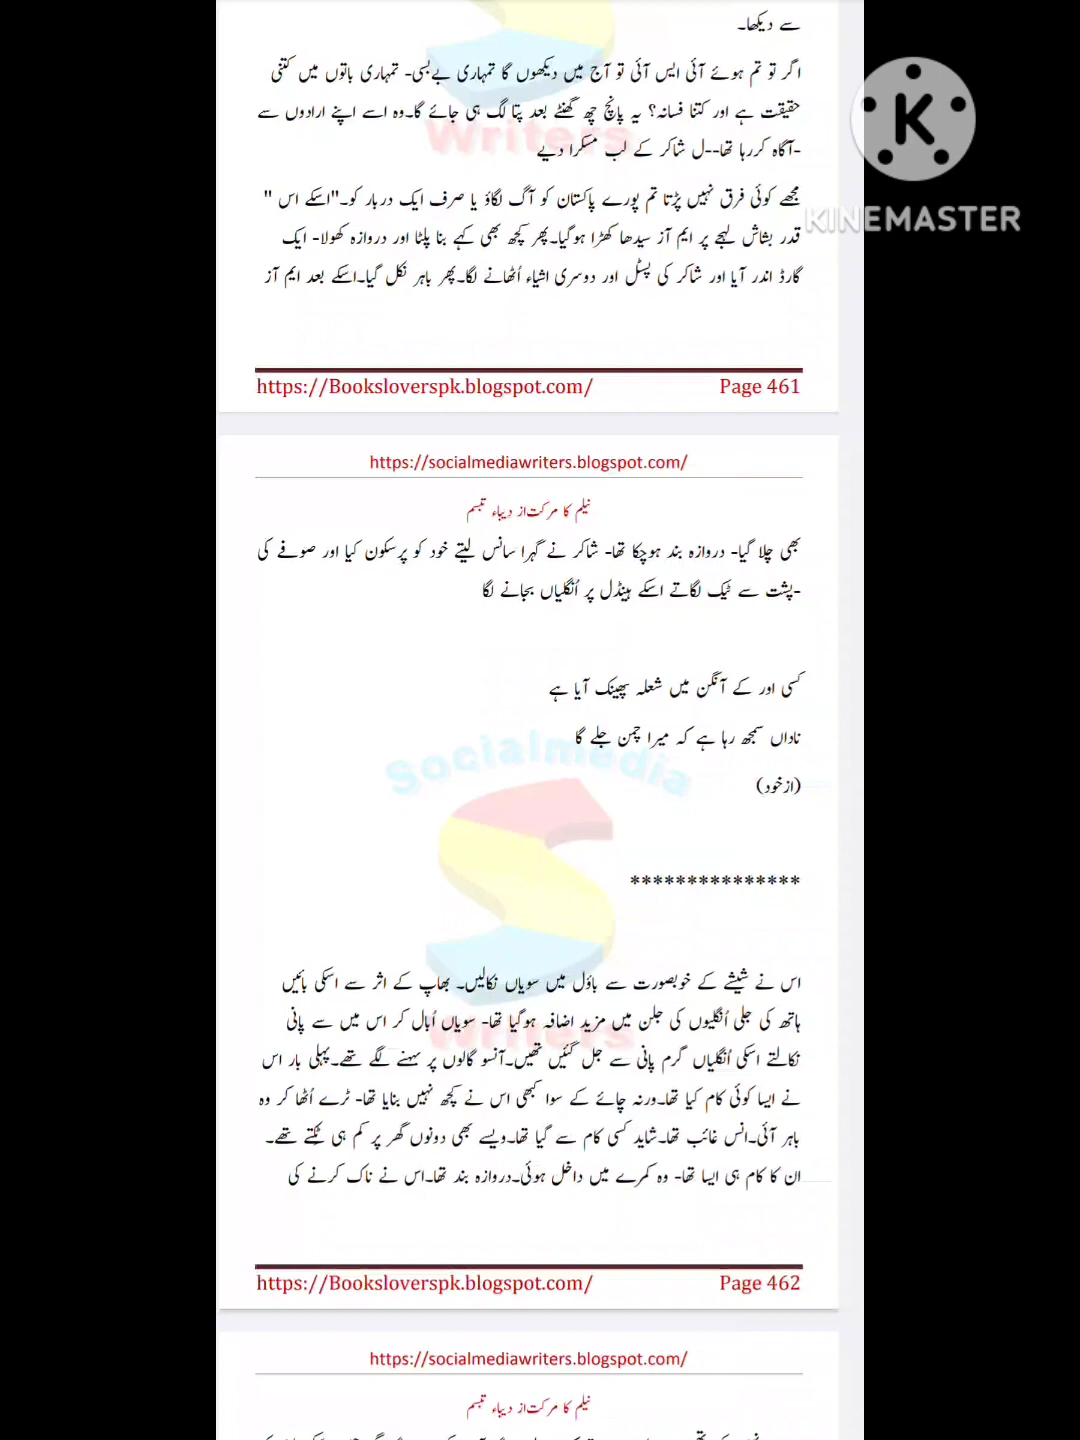 سے دیکھا۔
اگر تو تم ہوئے آئی ایس آئی تو آج میں دیکھوں گا تمہاری بے بسی- تمہاری باتوں میں کتنی
حقیقت ہے اور کتنا فسانہ؟ یہ پانچ چھ گھنٹے بعد پتا لگ ہی جائے گا۔وہ اسے اپنے ارادوں سے
-آگاہ کررہا تھا--ل شاکر کے لب مسکرا دیے
مجھے کوئی فرق نہیں پڑتا تم پورے پاکستان کو آگ لگاؤ یا صرف ایک دربار کو۔"اسکے اس "
قدر بشاش لہجے پر ایم آز سیدھا کھڑا ہوگیا۔پھر کچھ بھی کہے بنا پلٹا اور دروازہ کھولا- ایک
گارڈ اندر آیا اور شاکر کی پسٹل اور دوسری اشیاء اُٹھانے لگا۔پھر باہر نکل گیا۔اسکے بعد ایم آز
https://Booksloverspk.blogspot.com/ Page 461
https://socialmediawriters.blogspot.com/
نیلم کا مرکت از دیباء تبسم
بھی چلا گیا- دروازہ بند ہوچکا تھا- شاکر نے گہرا سانس لیتے خود کو پرسکون کیا اور صوفے کی
-پشت سے ٹیک لگاتے اسکے ہینڈل پر اُنگلیاں بجانے لگا
کسی اور کے آنگن میں شعلہ پھینک آیا ہے
ناداں سمجھ رہا ہے کہ میرا چمن جلے گا
(از خود)
***************
اس نے شیشے کے خوبصورت سے باؤل میں سویاں نکالیں۔ بھاپ کے اثر سے اسکی بائیں
ہاتھ کی جلی اُنگلیوں کی جلن میں مزید اضافہ ہوگیا تھا- سویاں اُبال کر اس میں سے پانی
نکالتے اسکی اُنگلیاں گرم پانی سے جل گئیں تھیں۔آنسو گالوں پر بہنے لگے تھے۔پہلی بار اس
نے ایسا کوئی کام کیا تھا۔ورنہ چائے کے سوا کبھی اس نے کچھ نہیں بنایا تھا- ٹرے اُٹھا کر وہ
باہر آئی۔انس غائب تھا۔شاید کسی کام سے گیا تھا۔ویسے بھی دونوں گھر پر کم ہی ٹکتے تھے۔
ان کا کام ہی ایسا تھا- وہ کمرے میں داخل ہوئی۔دروازہ بند تھا۔اس نے ناک کرنے کی
https://Booksloverspk.blogspot.com/ Page 462
https://socialmediawriters.blogspot.com/
نیلم کا مرکت از دیباء تبسم
Writers
Socialmedia
Writers
K
KINEMASTER